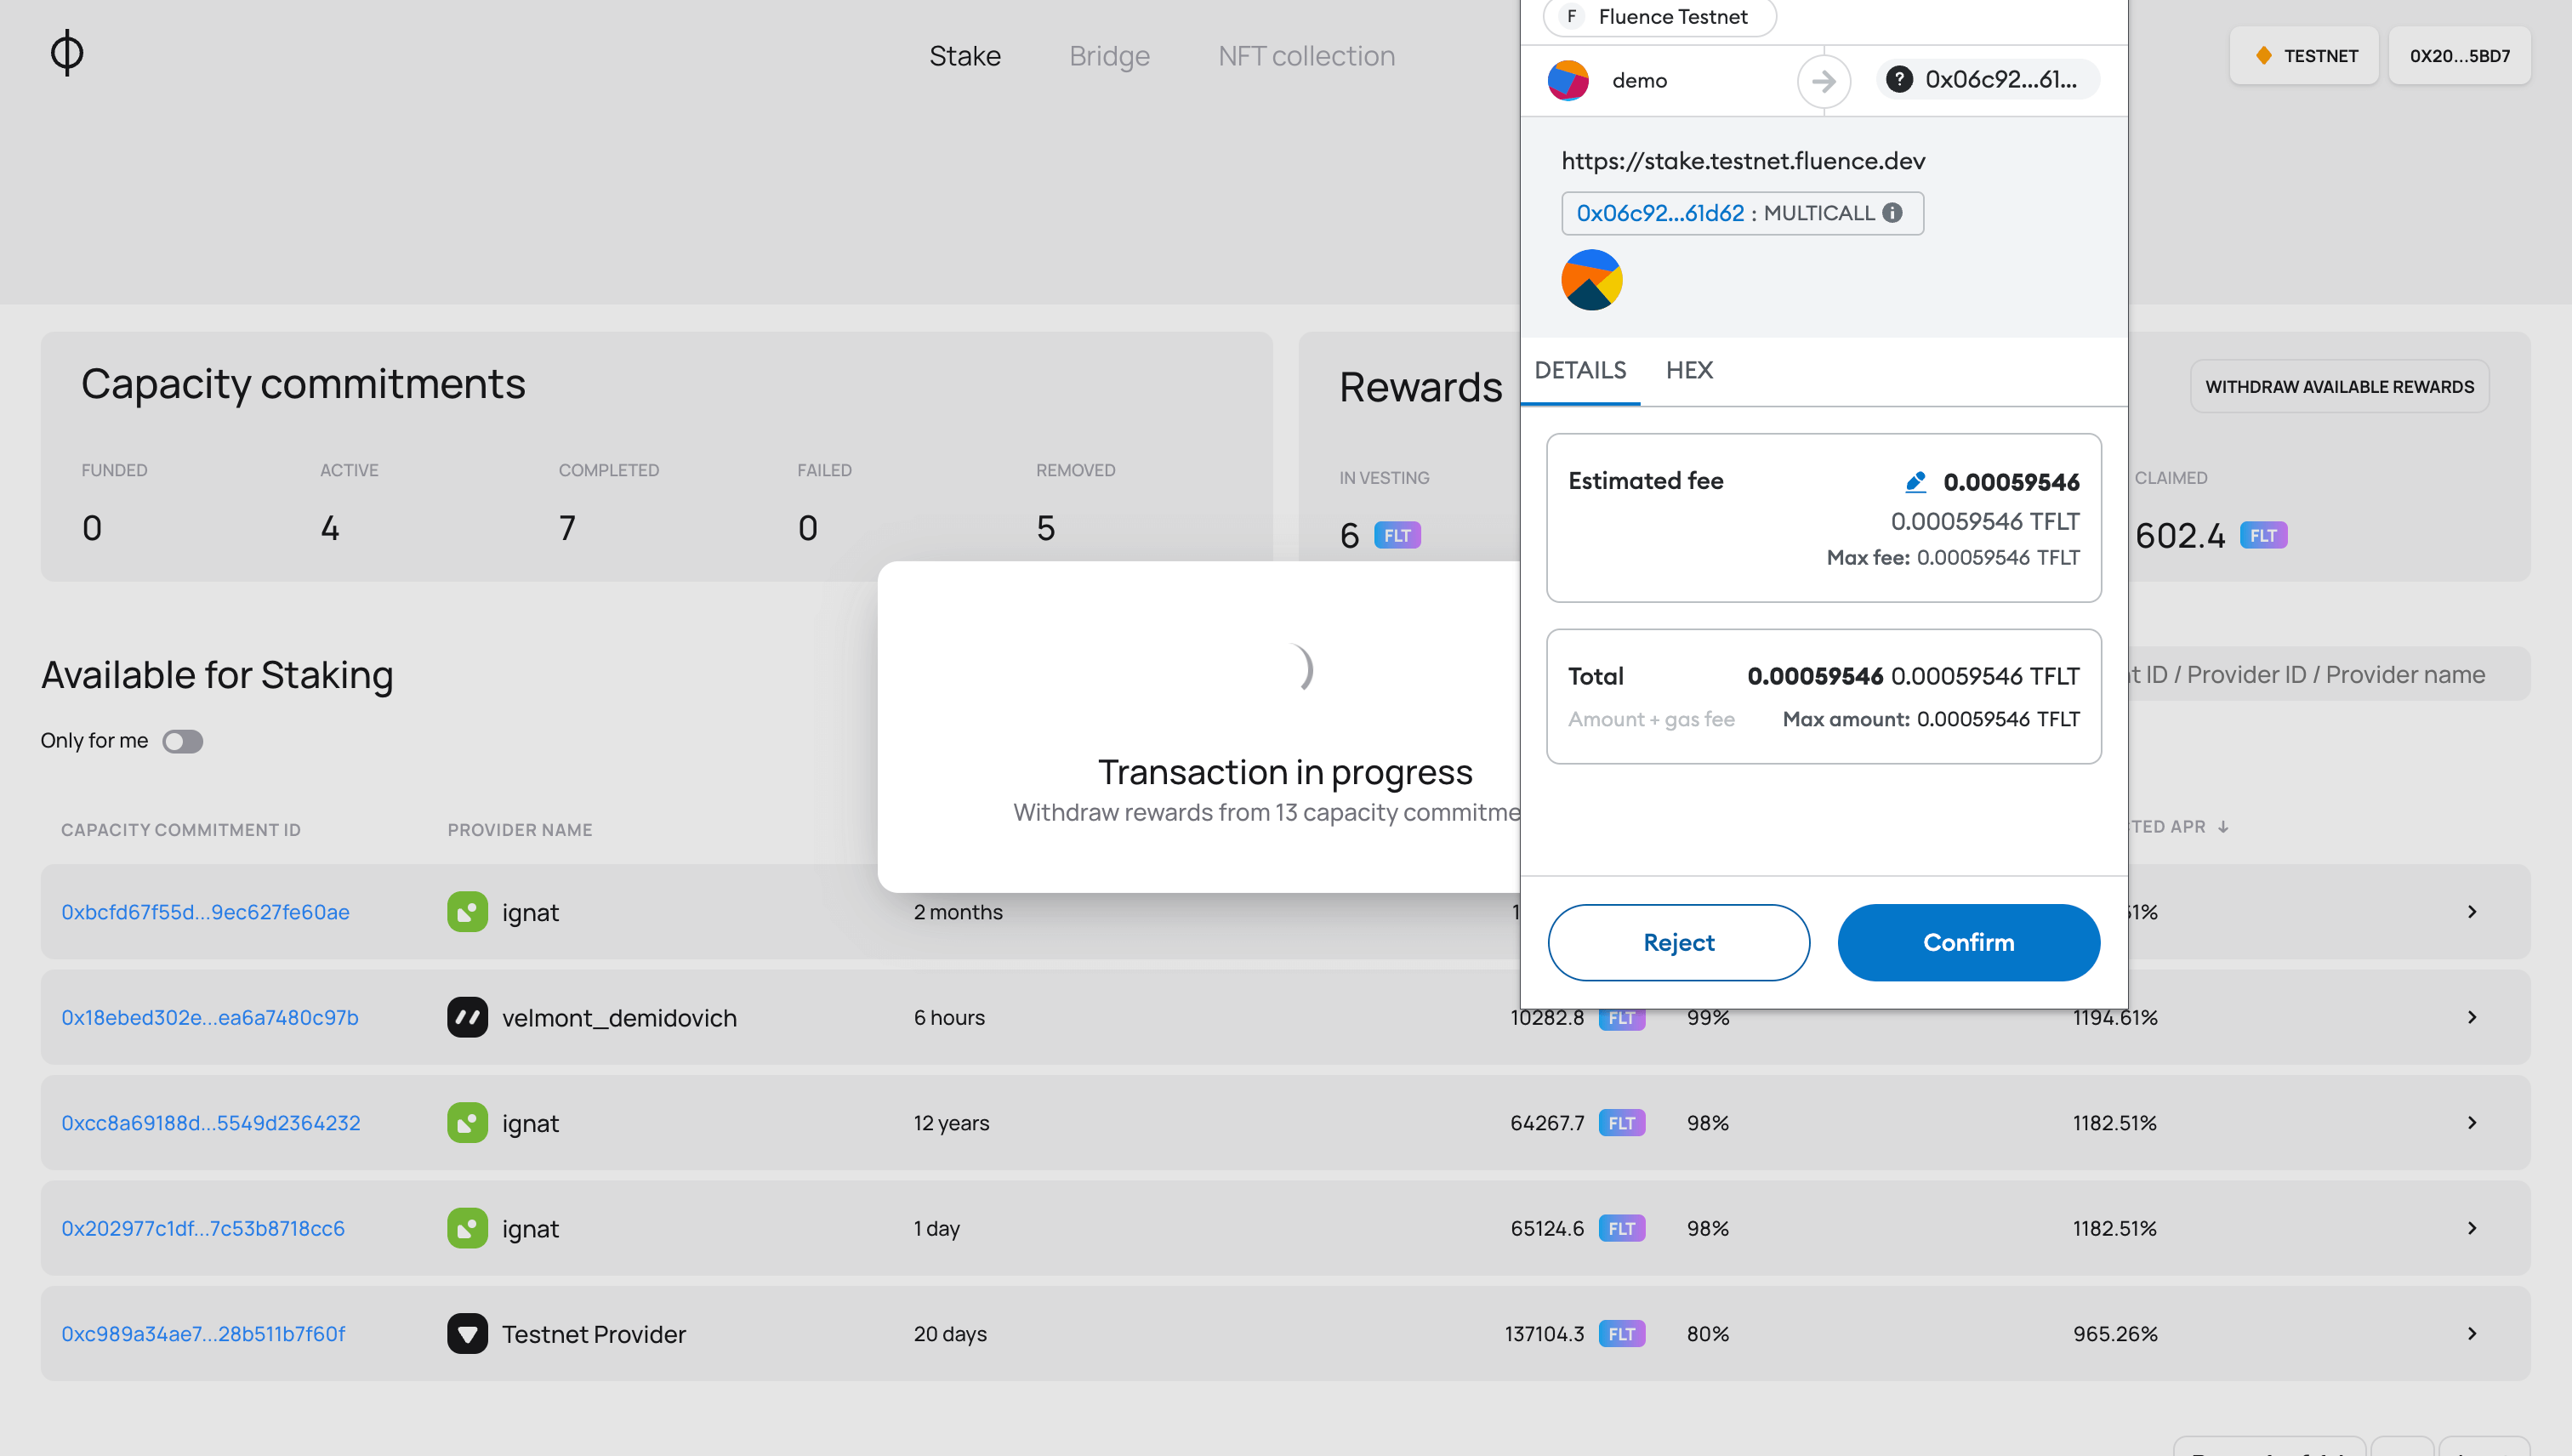 Stake
Bridge
NFT collection
TESTNET
0X20...5BD7
F Fluence Testnet
demo
0x06c92...61...
https://stake.testnet.fluence.dev
0x06c92...61d62 : MULTICALL
DETAILS
HEX
Estimated fee
0.00059546
0.00059546 TFLT
Max fee: 0.00059546 TFLT
Total
0.00059546 0.00059546 TFLT
Amount + gas fee
Max amount: 0.00059546 TFLT
Reject
Confirm
Capacity commitments
FUNDED
ACTIVE
COMPLETED
FAILED
REMOVED
0
4
7
0
5
Rewards
WITHDRAW AVAILABLE REWARDS
IN VESTING
CLAIMED
6 FLT
602.4 FLT
Transaction in progress
Withdraw rewards from 13 capacity commitme
Available for Staking
t ID / Provider ID / Provider name
Only for me
CAPACITY COMMITMENT ID
PROVIDER NAME
TED APR
0xbcfd67f55d...9ec627fe60ae
ignat
2 months
1
51%
0x18ebed302e...ea6a7480c97b
velmont_demidovich
6 hours
10282.8 FLT
99%
1194.61%
0xcc8a69188d...5549d2364232
ignat
12 years
64267.7 FLT
98%
1182.51%
0x202977c1df...7c53b8718cc6
ignat
1 day
65124.6 FLT
98%
1182.51%
0xc989a34ae7...28b511b7f60f
Testnet Provider
20 days
137104.3 FLT
80%
965.26%